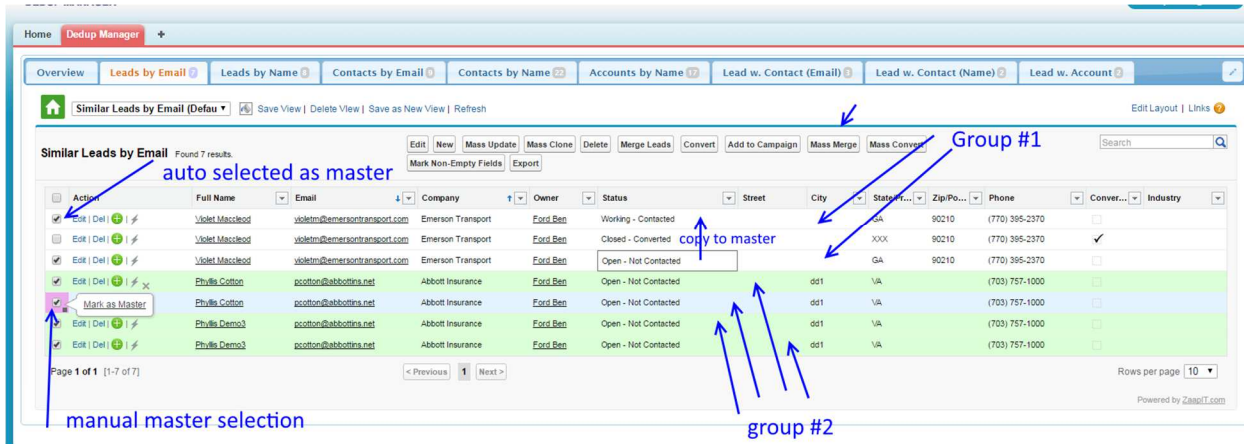 Home Dedup Manager +
Overview Leads by Email 7 Leads by Name Contacts by Email Contacts by Name 22 Accounts by Name 17 Lead w. Contact (Email) Lead w. Contact (Name) Lead w. Account
Similar Leads by Email (Defau Save View | Delete View | Save as New View | Refresh Edit Layout | Links
Similar Leads by Email Found 7 results. Edit New Mass Update Mass Clone Delete Merge Leads Convert Add to Campaign Mass Merge Mass Convert Group #1 Search
Mark Non-Empty Fields Export
auto selected as master
Action Full Name Email Company Owner Status Street City State/Pr... Zip/Po... Phone Conver... Industry
Edit | Del | Violet Maccleod violetm@emersontransport.com Emerson Transport Ford Ben Working - Contacted GA 90210 (770) 395-2370
Edit | Del | Violet Maccleod violetm@emersontransport.com Emerson Transport Ford Ben Closed - Converted copy to master XXX 90210 (770) 395-2370
Edit | Del | Violet Maccleod violetm@emersontransport.com Emerson Transport Ford Ben Open - Not Contacted GA 90210 (770) 395-2370
Edit | Del | Phyllis Cotton pcotton@abbottins.net Abbott Insurance Ford Ben Open - Not Contacted dd1 VA (703) 757-1000
Mark as Master Phyllis Cotton pcotton@abbottins.net Abbott Insurance Ford Ben Open - Not Contacted dd1 VA (703) 757-1000
Edit | Del | Phyllis Demo3 pcotton@abbottins.net Abbott Insurance Ford Ben Open - Not Contacted dd1 VA (703) 757-1000
Edit | Del | Phyllis Demo3 pcotton@abbottins.net Abbott Insurance Ford Ben Open - Not Contacted dd1 VA (703) 757-1000
Page 1 of 1 [1-7 of 7] < Previous 1 Next > Rows per page 10
Powered by ZaapIT.com
manual master selection
group #2